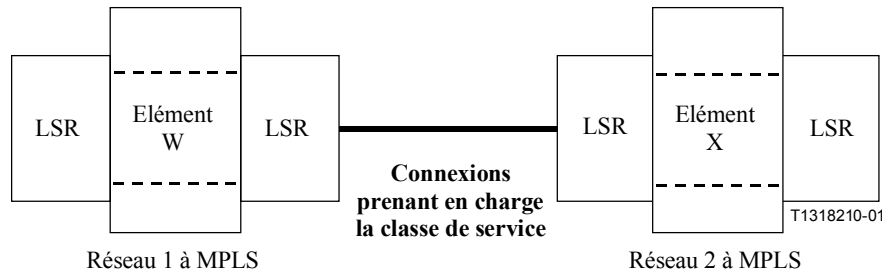 LSR
Elément
W
LSR
Connexions
prenant en charge
la classe de service
LSR
Elément
X
LSR
T1318210-01
Réseau 1 à MPLS
Réseau 2 à MPLS